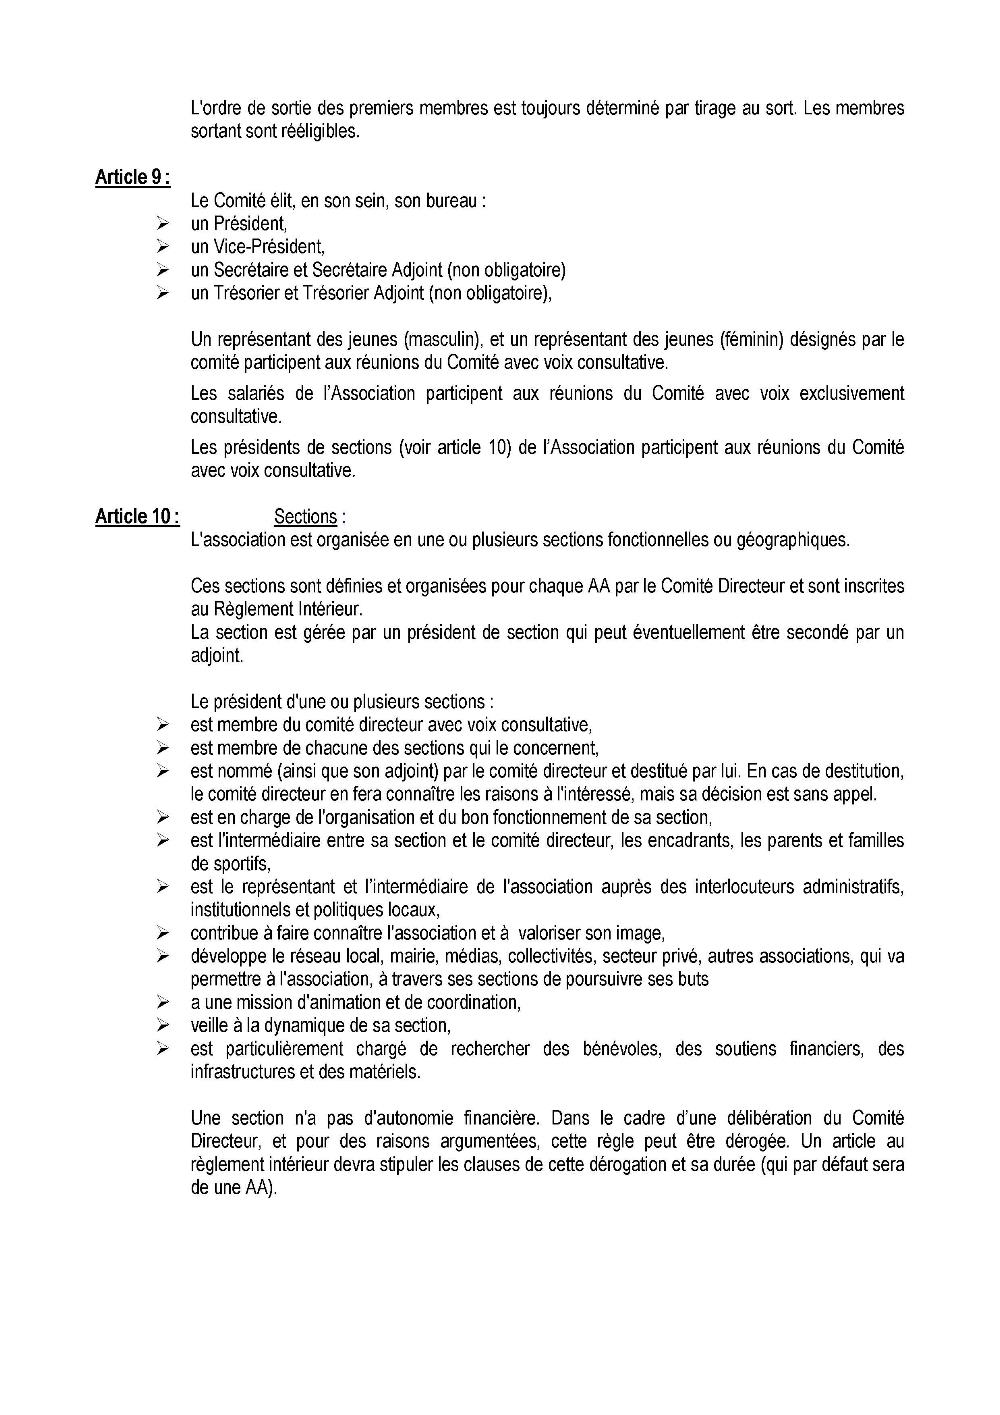 L'ordre de sortie des premiers membres est toujours déterminé par tirage au sort. Les membres
sortant sont rééligibles.
Article 9 :
Le Comité élit, en son sein, son bureau :
➢ un Président,
➢ un Vice-Président,
➢ un Secrétaire et Secrétaire Adjoint (non obligatoire)
➢ un Trésorier et Trésorier Adjoint (non obligatoire),
Un représentant des jeunes (masculin), et un représentant des jeunes (féminin) désignés par le
comité participent aux réunions du Comité avec voix consultative.
Les salariés de l’Association participent aux réunions du Comité avec voix exclusivement
consultative.
Les présidents de sections (voir article 10) de l’Association participent aux réunions du Comité
avec voix consultative.
Article 10 : Sections :
L'association est organisée en une ou plusieurs sections fonctionnelles ou géographiques.
Ces sections sont définies et organisées pour chaque AA par le Comité Directeur et sont inscrites
au Règlement Intérieur.
La section est gérée par un président de section qui peut éventuellement être secondé par un
adjoint.
Le président d'une ou plusieurs sections :
➢ est membre du comité directeur avec voix consultative,
➢ est membre de chacune des sections qui le concernent,
➢ est nommé (ainsi que son adjoint) par le comité directeur et destitué par lui. En cas de destitution,
le comité directeur en fera connaître les raisons à l'intéressé, mais sa décision est sans appel.
➢ est en charge de l'organisation et du bon fonctionnement de sa section,
➢ est l'intermédiaire entre sa section et le comité directeur, les encadrants, les parents et familles
de sportifs,
➢ est le représentant et l’intermédiaire de l'association auprès des interlocuteurs administratifs,
institutionnels et politiques locaux,
➢ contribue à faire connaître l'association et à valoriser son image,
➢ développe le réseau local, mairie, médias, collectivités, secteur privé, autres associations, qui va
permettre à l'association, à travers ses sections de poursuivre ses buts
➢ a une mission d'animation et de coordination,
➢ veille à la dynamique de sa section,
➢ est particulièrement chargé de rechercher des bénévoles, des soutiens financiers, des
infrastructures et des matériels.
Une section n'a pas d'autonomie financière. Dans le cadre d’une délibération du Comité
Directeur, et pour des raisons argumentées, cette règle peut être dérogée. Un article au
règlement intérieur devra stipuler les clauses de cette dérogation et sa durée (qui par défaut sera
de une AA).